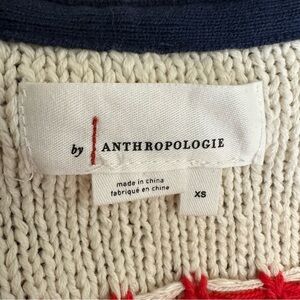 by ANTHROPOLOGIE
made in china
fabriqué en chine
XS